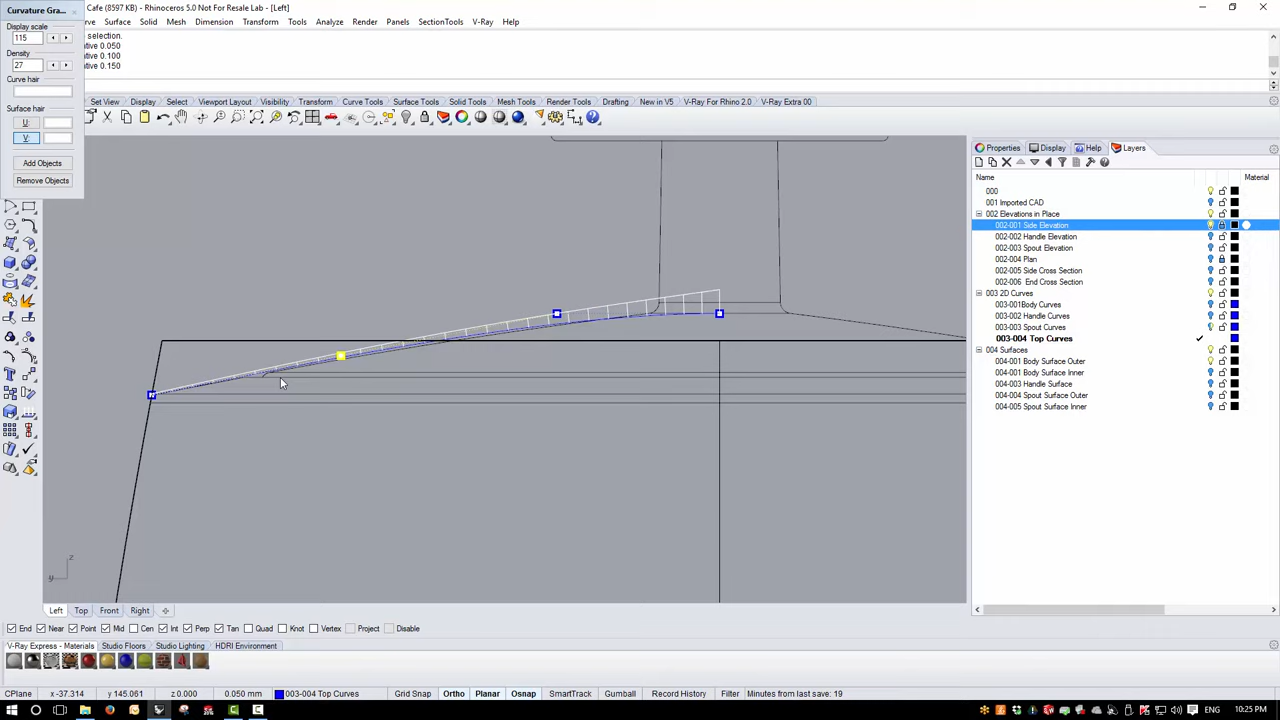 Curvature Gra...
Cafe (8597 KB) - Rhinoceros 5.0 Not For Resale Lab - [Left]
Display scale
115
Surface Mesh Dimension Transform Tools Analyze Render Panels SectionTools V-Ray Help
selection.
ative 0.050
ative 0.100
ative 0.150
Density
27
Curve hair
Surface hair
U:
V:
Add Objects
Remove Objects
Set View Display Select Viewport Layout Visibility Transform Curve Tools Surface Tools Solid Tools Mesh Tools Render Tools Drafting New in V5 V-Ray For Rhino 2.0 V-Ray Extra 00
Properties Display Help Layers
Name Material
000
001 Imported CAD
002 Elevations in Place
002-001 Side Elevation
002-002 Handle Elevation
002-003 Spout Elevation
002-004 Plan
002-005 Side Cross Section
002-006 End Cross Section
003 2D Curves
003-001Body Curves
003-002 Handle Curves
003-003 Spout Curves
003-004 Top Curves
004 Surfaces
004-001 Body Surface Outer
004-001 Body Surface Inner
004-003 Handle Surface
004-004 Spout Surface Outer
004-005 Spout Surface Inner
z
y
Left Top Front Right
End Near Point Mid Cen Int Perp Tan Quad Knot Vertex Project Disable
V-Ray Express - Materials Studio Floors Studio Lighting HDRI Environment
CPlane x -37.314 y 145.061 z 0.000 0.050 mm 003-004 Top Curves Grid Snap Ortho Planar Osnap SmartTrack Gumball Record History Filter Minutes from last save: 19
ENG 10:25 PM